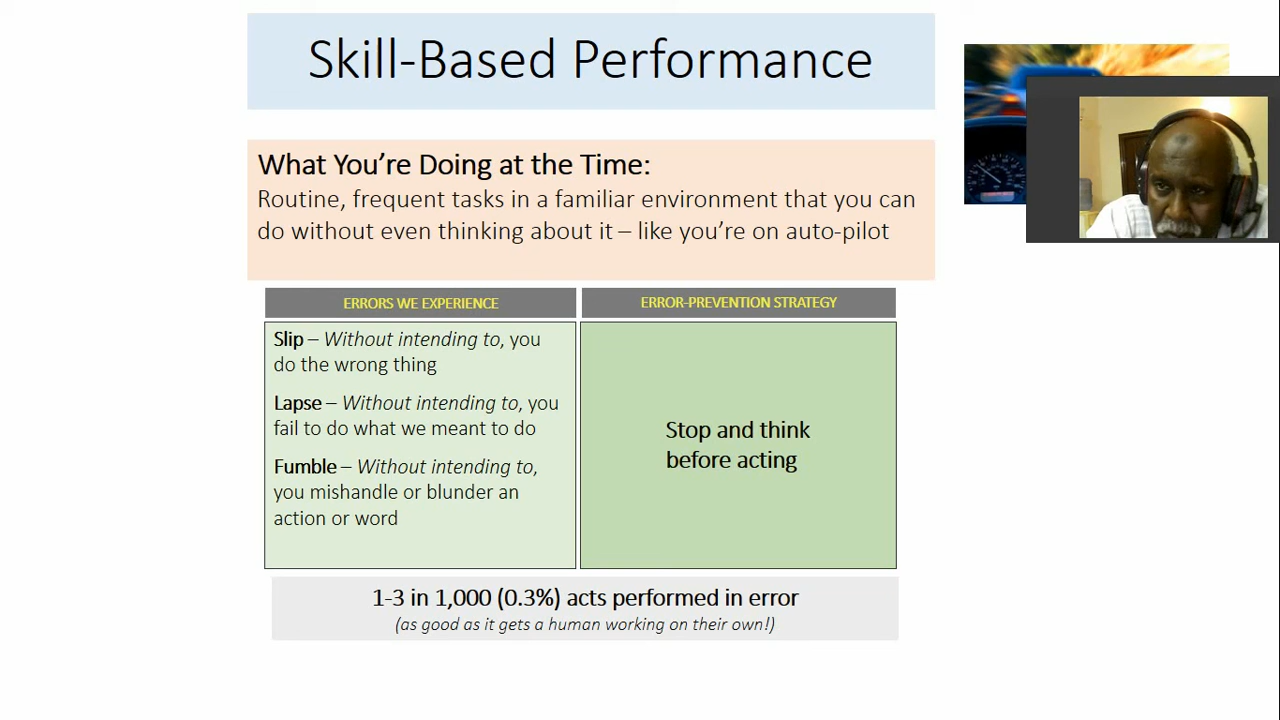 Skill-Based Performance
What You're Doing at the Time:
Routine, frequent tasks in a familiar environment that you can
do without even thinking about it – like you're on auto-pilot
ERRORS WE EXPERIENCE
Slip – Without intending to, you
do the wrong thing
Lapse – Without intending to, you
fail to do what we meant to do
Fumble – Without intending to,
you mishandle or blunder an
action or word
ERROR-PREVENTION STRATEGY
Stop and think
before acting
1-3 in 1,000 (0.3%) acts performed in error
(as good as it gets a human working on their own!)